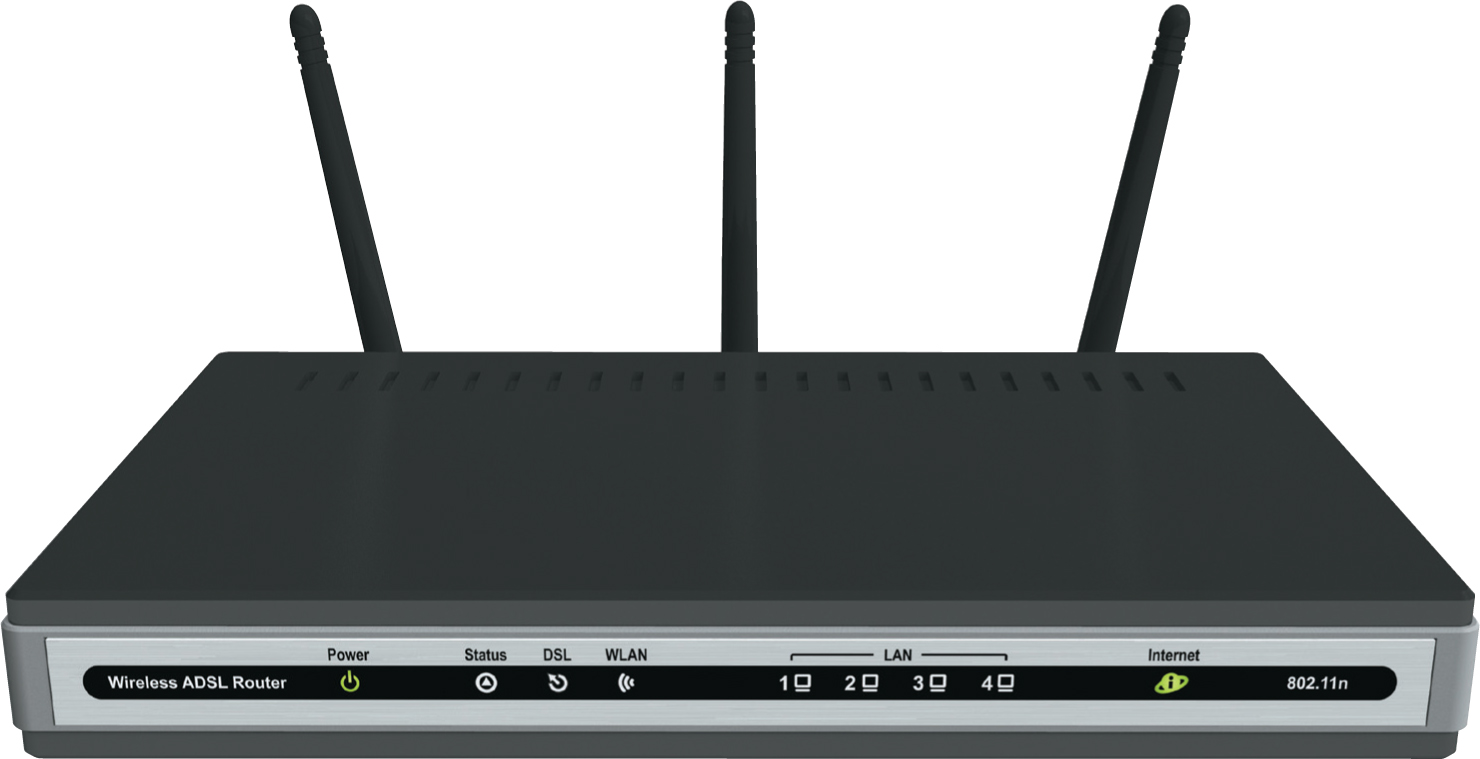 Power Status DSL WLAN LAN Internet
Wireless ADSL Router 1 2 3 4 802.11n